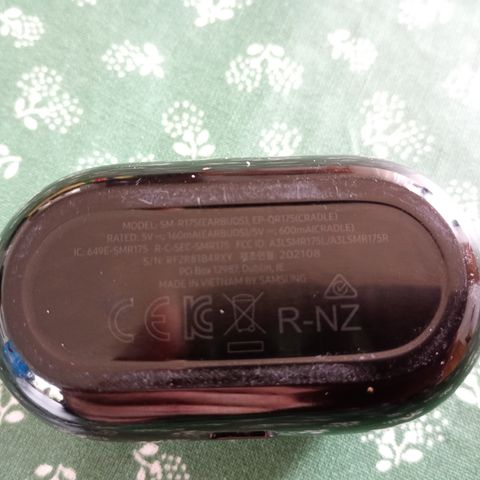 MODEL: SM-R175(EARBUDS), EP-QR175(CRADLE)
RATED: 5V⎓160mA(EARBUDS)/5V⎓600mA(CRADLE)
IC: 649E-SMR175 R-C-SEC-SMR175 FCC ID: A3LSMR175L/A3LSMR175R
S/N: RF2R81B4RXY 제조연월: 202108
PO Box 12987, Dublin, IE
MADE IN VIETNAM BY SAMSUNG
CE R-NZ